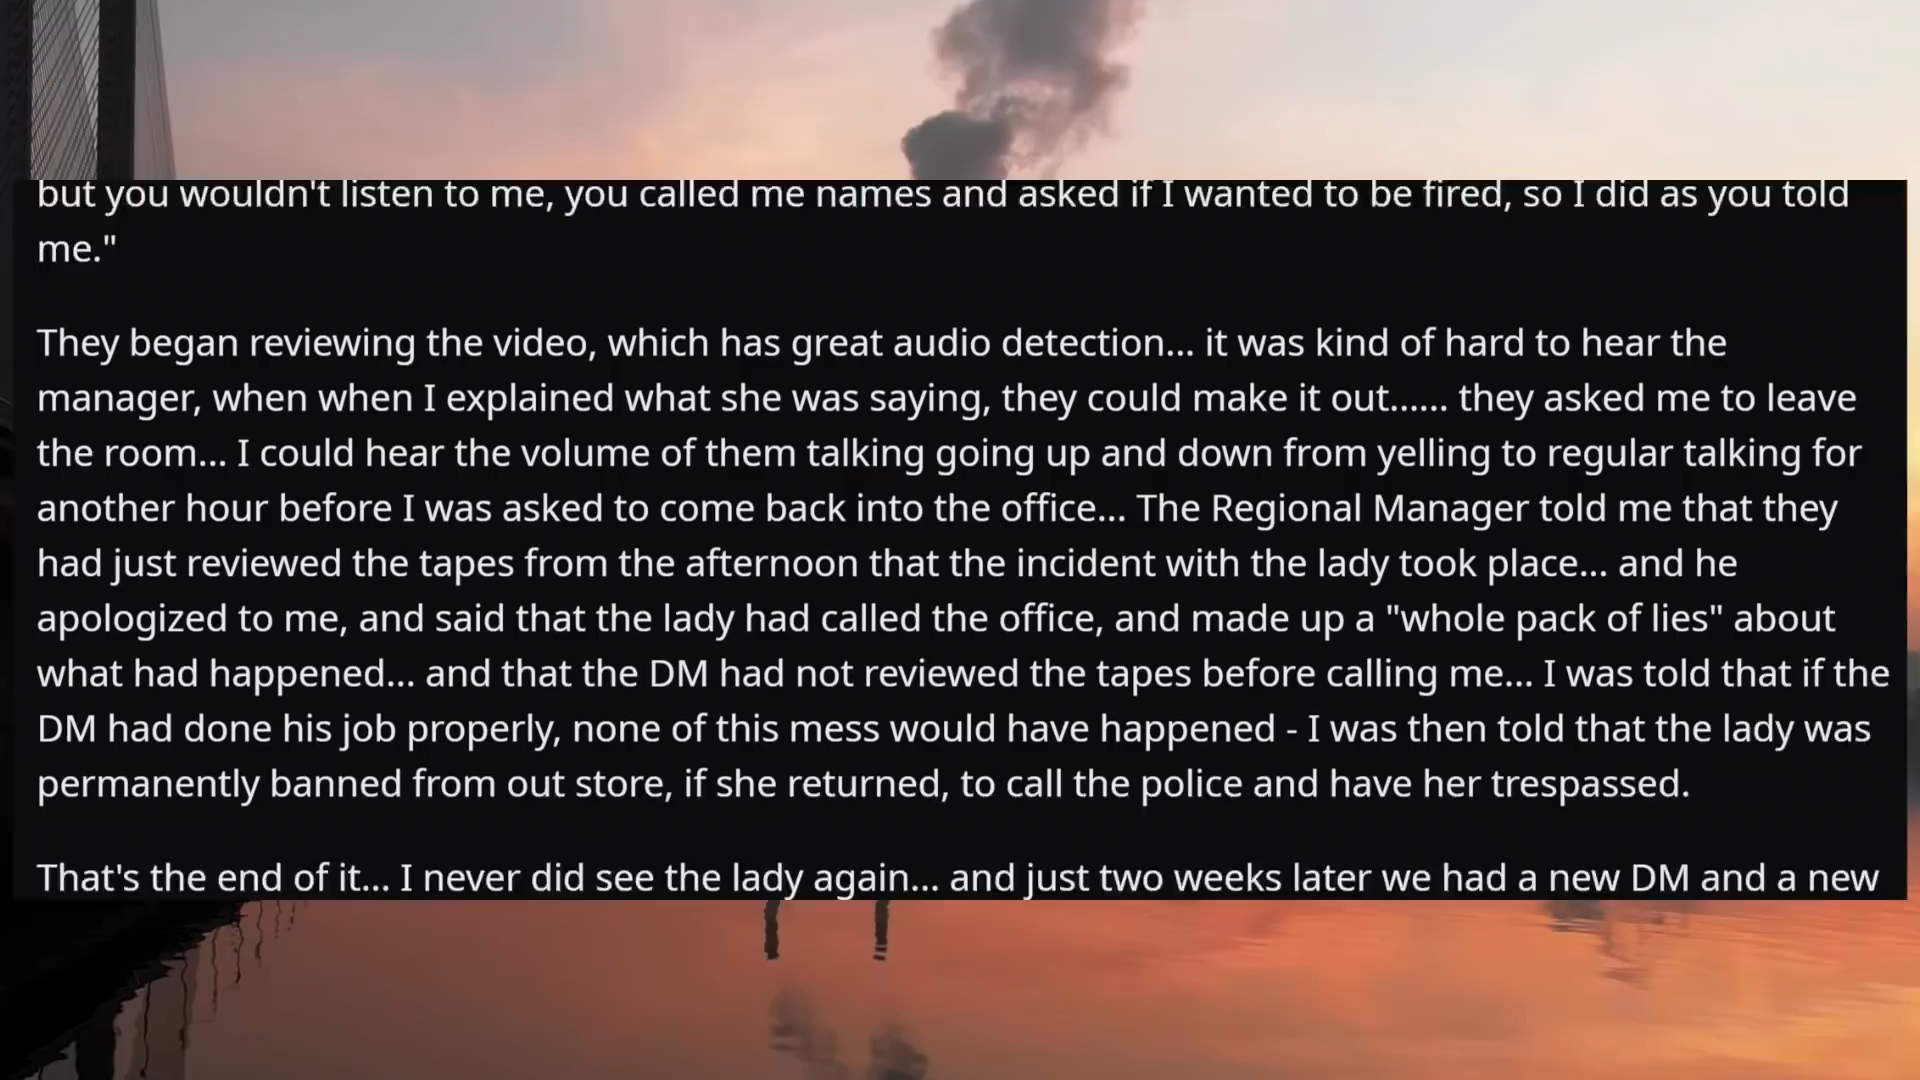 but you wouldn't listen to me, you called me names and asked if I wanted to be fired, so I did as you told
me."
They began reviewing the video, which has great audio detection... it was kind of hard to hear the
manager, when when I explained what she was saying, they could make it out...... they asked me to leave
the room... I could hear the volume of them talking going up and down from yelling to regular talking for
another hour before I was asked to come back into the office... The Regional Manager told me that they
had just reviewed the tapes from the afternoon that the incident with the lady took place... and he
apologized to me, and said that the lady had called the office, and made up a "whole pack of lies" about
what had happened... and that the DM had not reviewed the tapes before calling me... I was told that if the
DM had done his job properly, none of this mess would have happened - I was then told that the lady was
permanently banned from out store, if she returned, to call the police and have her trespassed.
That's the end of it... I never did see the lady again... and just two weeks later we had a new DM and a new